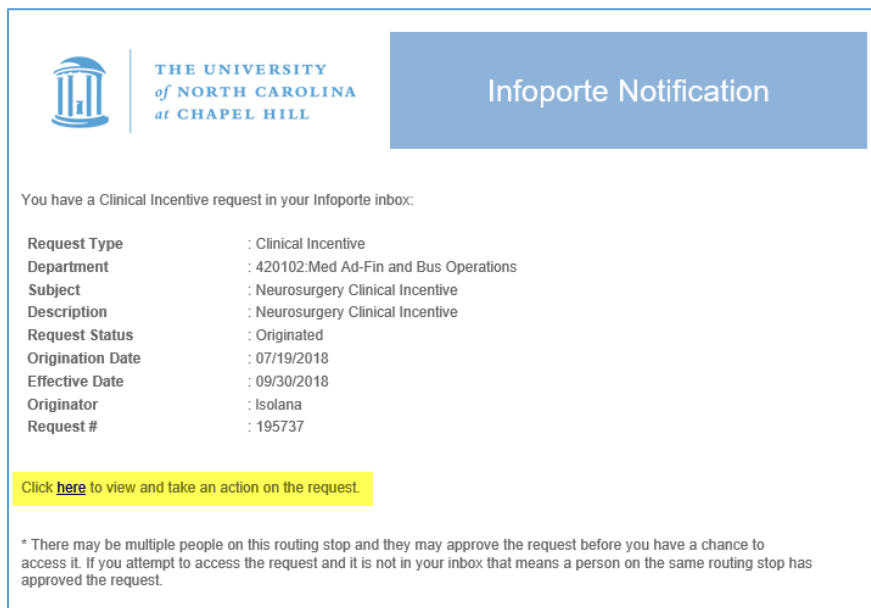 THE UNIVERSITY
of NORTH CAROLINA
at CHAPEL HILL
Infoporte Notification
You have a Clinical Incentive request in your Infoporte inbox:
Request Type : Clinical Incentive
Department : 420102:Med Ad-Fin and Bus Operations
Subject : Neurosurgery Clinical Incentive
Description : Neurosurgery Clinical Incentive
Request Status : Originated
Origination Date : 07/19/2018
Effective Date : 09/30/2018
Originator : lsolana
Request # : 195737
Click here to view and take an action on the request.
* There may be multiple people on this routing stop and they may approve the request before you have a chance to
access it. If you attempt to access the request and it is not in your inbox that means a person on the same routing stop has
approved the request.